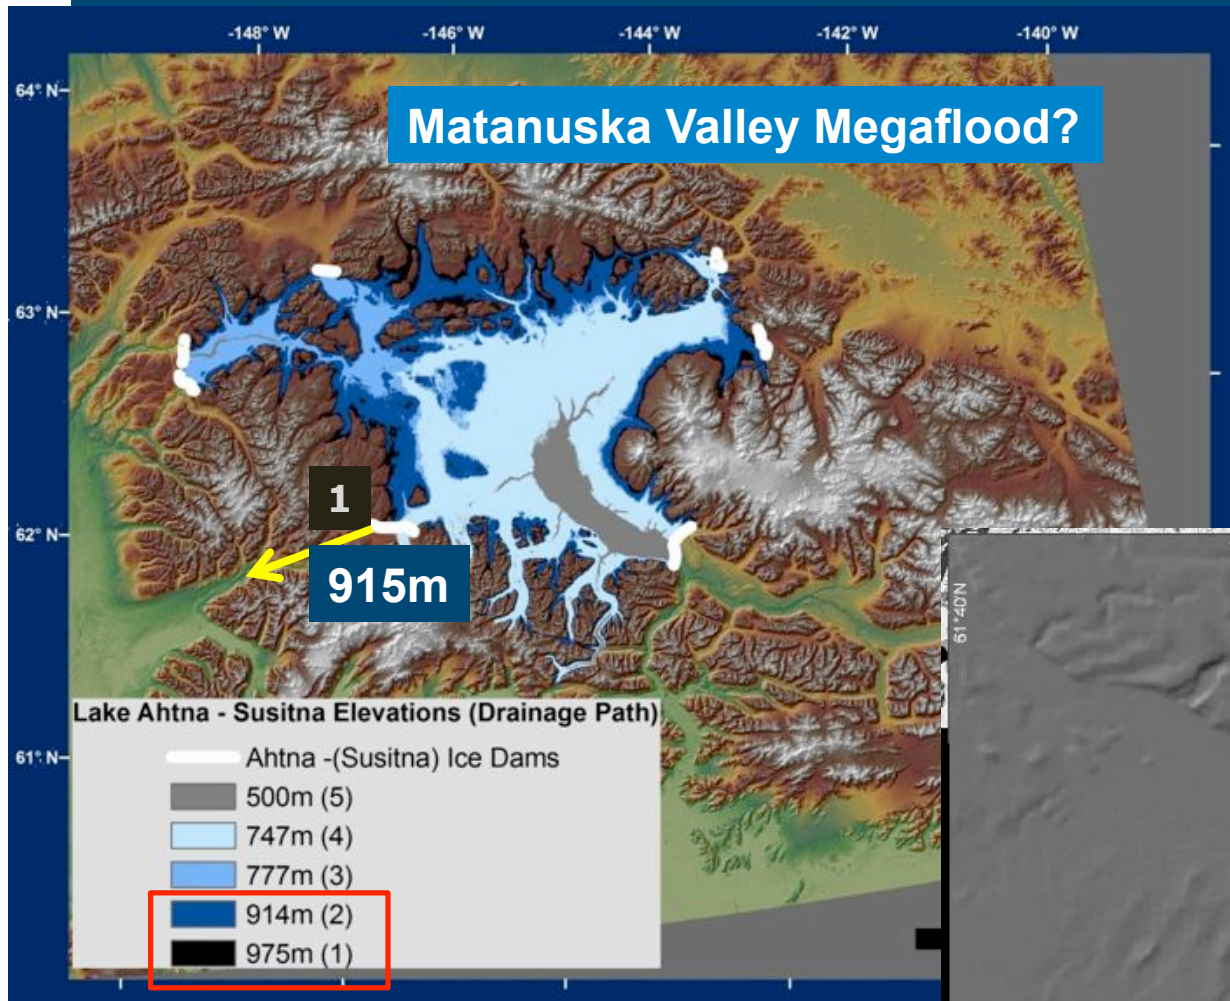 -148° W -146° W -144° W -142° W -140° W
64° N
Matanuska Valley Megaflood?
63° N
1
62° N
915m
61°40'N
Lake Ahtna - Susitna Elevations (Drainage Path)
61° N
Ahtna -(Susitna) Ice Dams
500m (5)
747m (4)
777m (3)
914m (2)
975m (1)